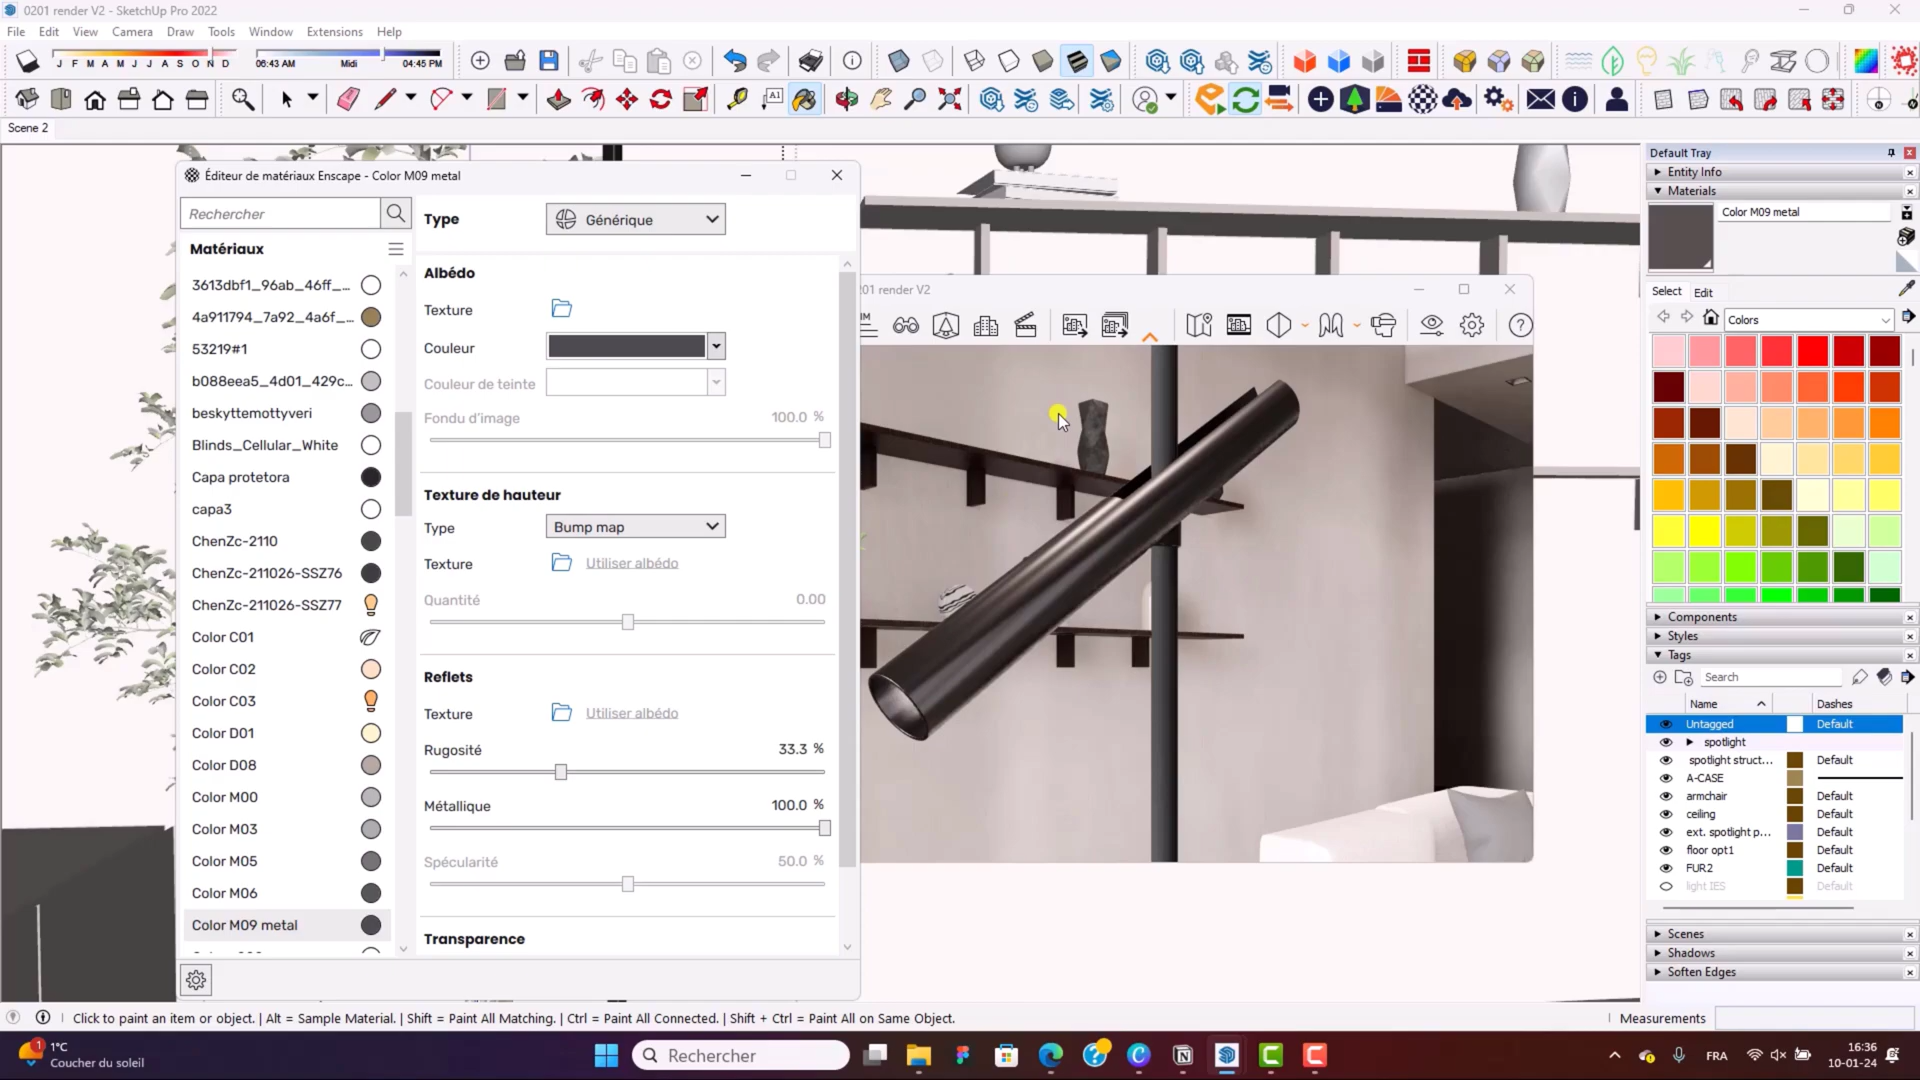 0201 render V2 - SketchUp Pro 2022
File Edit View Camera Draw Tools Window Extensions Help
J F M A M J J A S O N D
06:43 AM Midi 04:45 PM
Scene 2
Éditeur de matériaux Enscape - Color M09 metal
Rechercher
Matériaux
3613dbf1_96ab_46ff_...
4a911794_7a92_4a6f_...
53219#1
b088eea5_4d01_429c...
beskyttemottyveri
Blinds_Cellular_White
Capa protetora
capa3
ChenZc-2110
ChenZc-211026-SSZ76
ChenZc-211026-SSZ77
Color C01
Color C02
Color C03
Color D01
Color D08
Color M00
Color M03
Color M05
Color M06
Color M09 metal
Type Générique
Albédo
Texture
Couleur
Couleur de teinte
Fondu d'image 100.0 %
Texture de hauteur
Type Bump map
Texture Utiliser albédo
Quantité 0.00
Reflets
Texture Utiliser albédo
Rugosité 33.3 %
Métallique 100.0 %
Spécularité 50.0 %
Transparence
201 render V2
Default Tray
Entity Info
Materials
Color M09 metal
Select Edit
Colors
Components
Styles
Tags
Search
Name Dashes
Untagged Default
spotlight
spotlight struct... Default
A-CASE
armchair Default
ceiling Default
ext. spotlight p... Default
floor opt1 Default
FUR2 Default
light IES Default
Scenes
Shadows
Soften Edges
Click to paint an item or object. | Alt = Sample Material. | Shift = Paint All Matching. | Ctrl = Paint All Connected. | Shift + Ctrl = Paint All on Same Object.
Measurements
1
1°C
Coucher du soleil
Rechercher
FRA
16:36
10-01-24